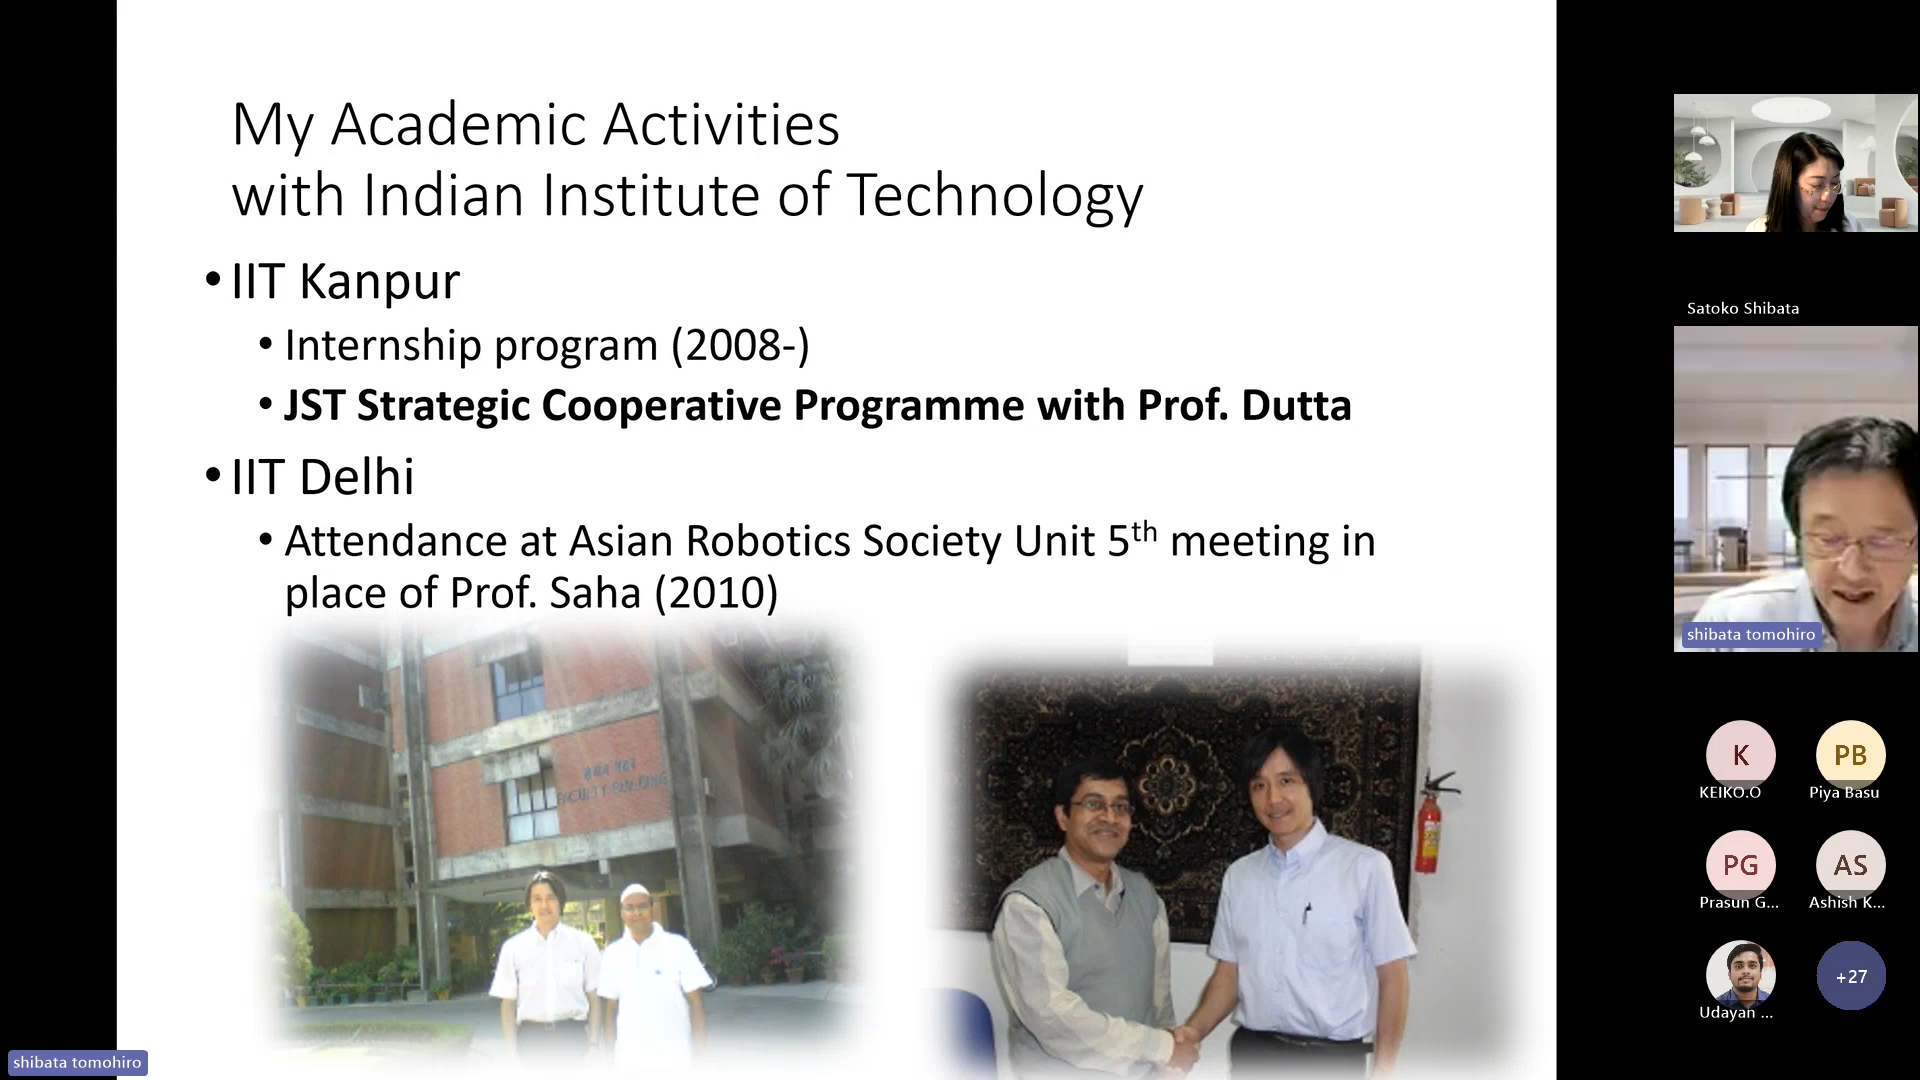 My Academic Activities
with Indian Institute of Technology
• IIT Kanpur
• Internship program (2008-)
• JST Strategic Cooperative Programme with Prof. Dutta
• IIT Delhi
• Attendance at Asian Robotics Society Unit 5th meeting in
place of Prof. Saha (2010)
FACULTY BUILDING
Satoko Shibata
shibata tomohiro
K
KEIKO.O
PB
Piya Basu
PG
Prasun G...
AS
Ashish K...
Udayan ...
+27
shibata tomohiro